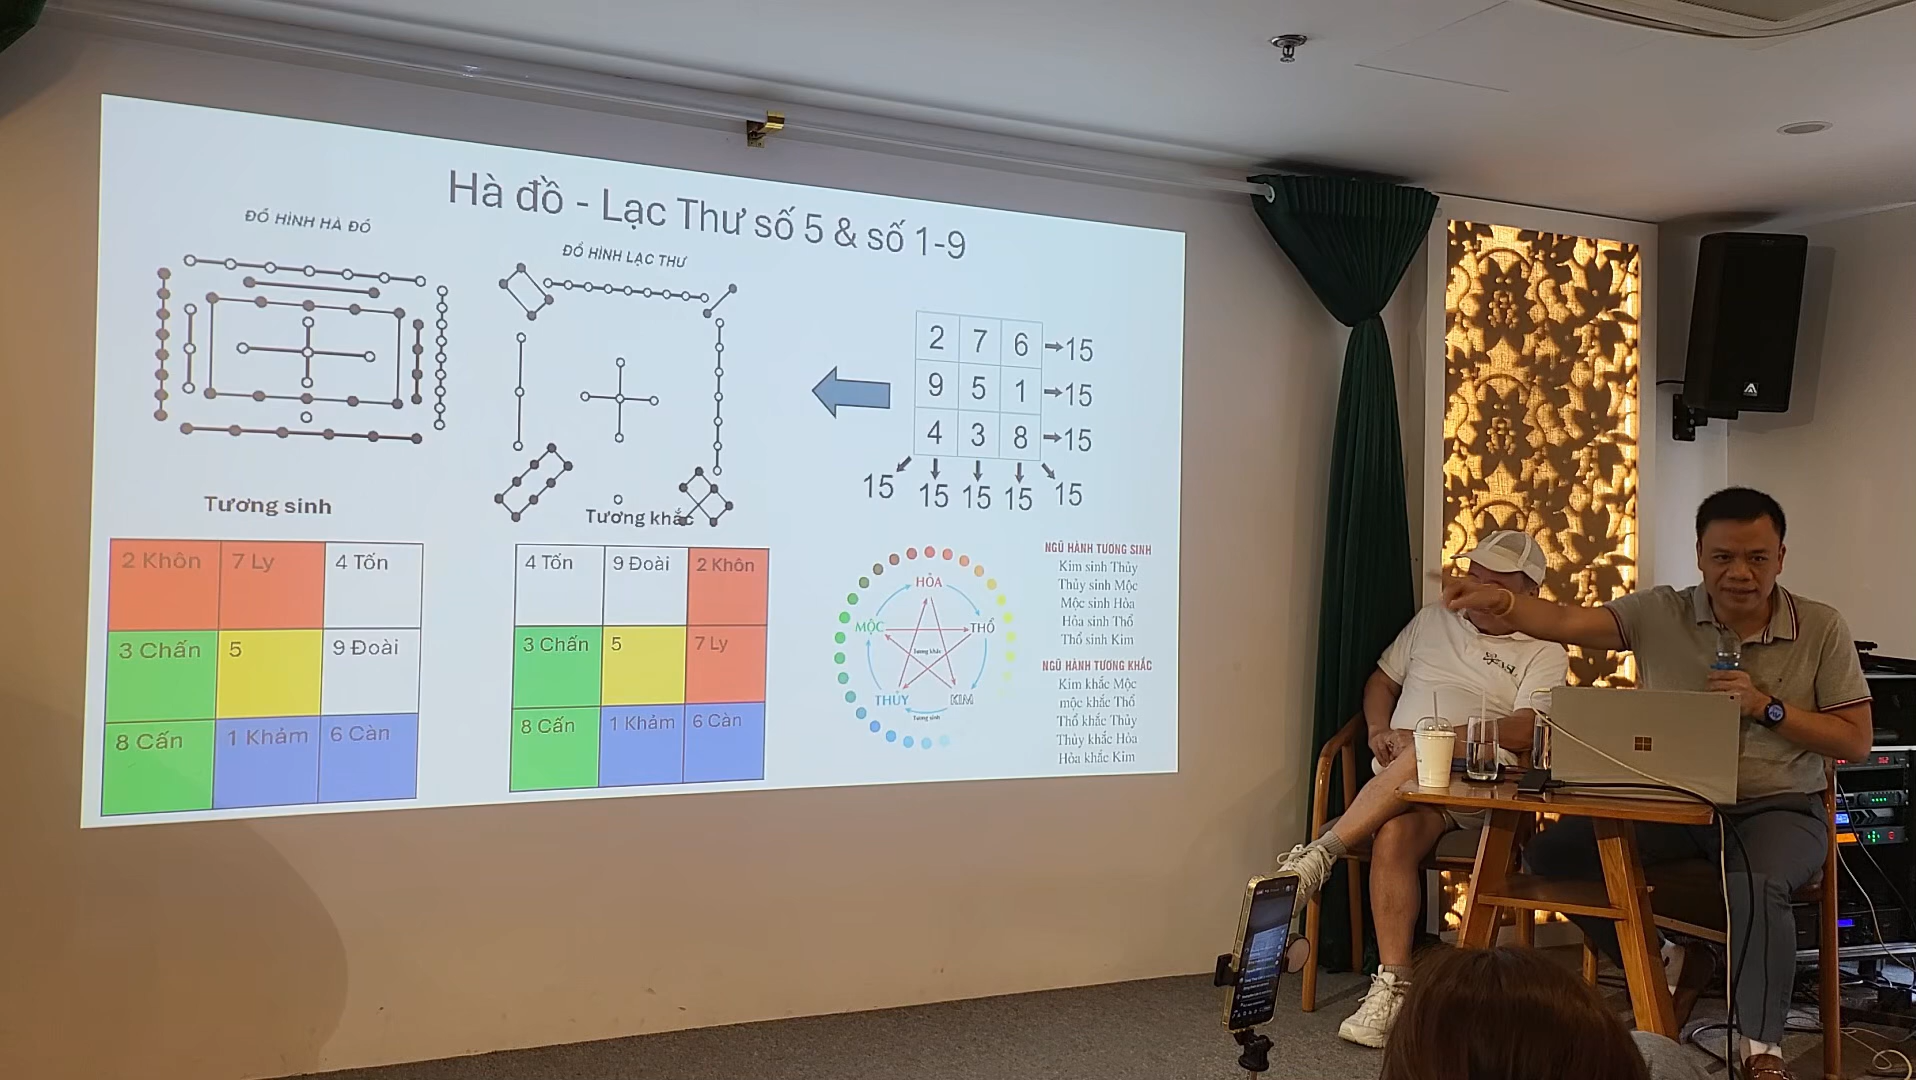 Hà đồ - Lạc Thư số 5 & số 1-9
ĐỒ HÌNH HÀ ĐỒ
ĐỒ HÌNH LẠC THƯ
2 7 6 15
9 5 1 15
4 3 8 15
15 15 15 15 15
Tương sinh
2 Khôn 7 Ly 4 Tốn
3 Chấn 5 9 Đoài
8 Cấn 1 Khảm 6 Càn
Tương khắc
4 Tốn 9 Đoài 2 Khôn
3 Chấn 5 7 Ly
8 Cấn 1 Khảm 6 Càn
HỎA
MỘC THỔ
Tương khắc
THỦY KIM
Tương sinh
NGŨ HÀNH TƯƠNG SINH
Kim sinh Thủy
Thủy sinh Mộc
Mộc sinh Hỏa
Hỏa sinh Thổ
Thổ sinh Kim
NGŨ HÀNH TƯƠNG KHẮC
Kim khắc Mộc
mộc khắc Thổ
Thổ khắc Thủy
Thủy khắc Hỏa
Hỏa khắc Kim